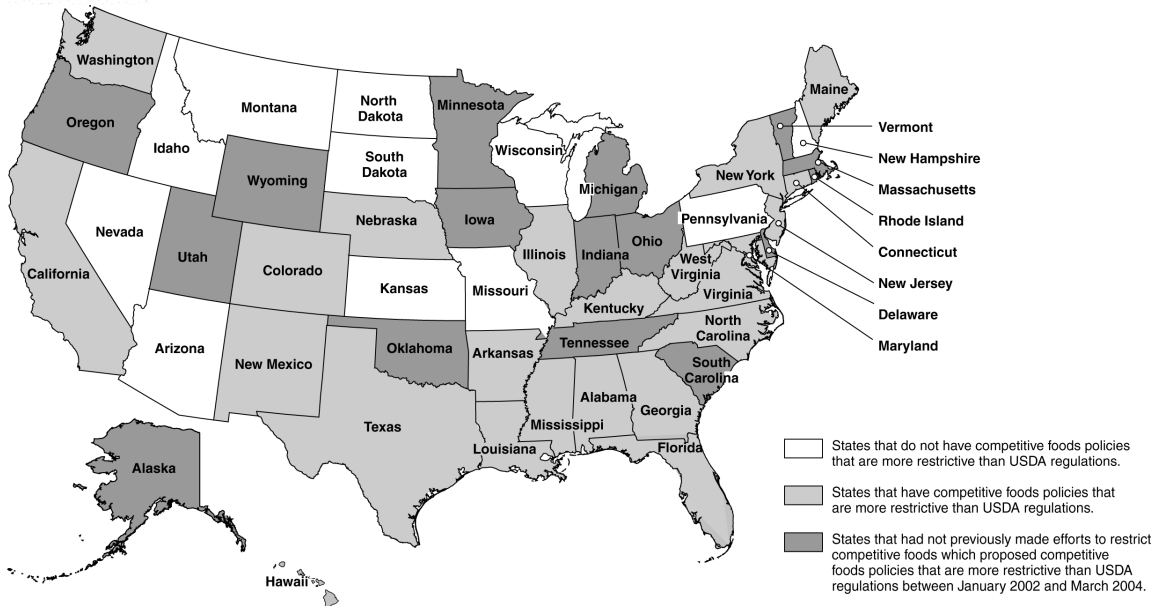 Washington
Oregon
California
Idaho
Nevada
Montana
Wyoming
Utah
Arizona
Colorado
New Mexico
North
Dakota
South
Dakota
Nebraska
Kansas
Oklahoma
Texas
Minnesota
Iowa
Missouri
Arkansas
Louisiana
Wisconsin
Illinois
Michigan
Indiana
Ohio
Kentucky
Tennessee
Mississippi
Alabama
Georgia
Florida
South
Carolina
North
Carolina
Virginia
West
Virginia
Pennsylvania
New York
Maine
Vermont
New Hampshire
Massachusetts
Rhode Island
Connecticut
New Jersey
Delaware
Maryland
Alaska
Hawaii
States that do not have competitive foods policies
that are more restrictive than USDA regulations.
States that have competitive foods policies that
are more restrictive than USDA regulations.
States that had not previously made efforts to restrict
competitive foods which proposed competitive
foods policies that are more restrictive than USDA
regulations between January 2002 and March 2004.